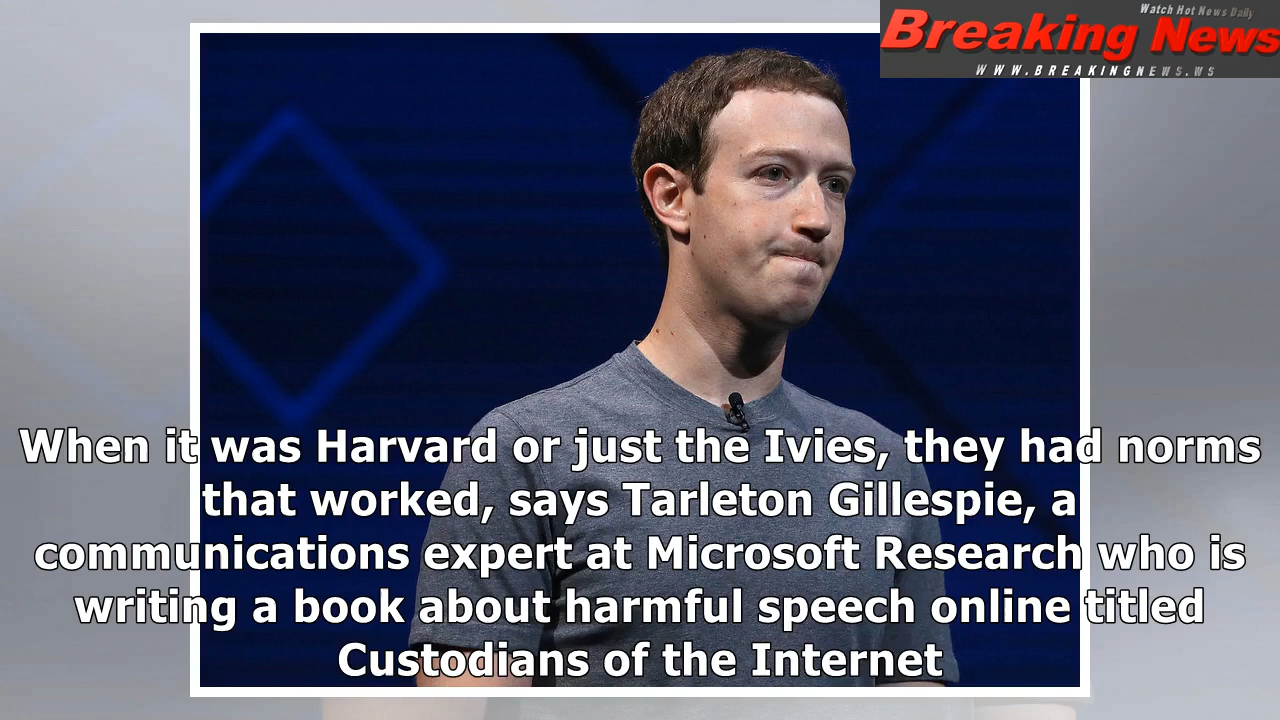 Watch Hot News Daily
Breaking News
WWW.BREAKINGNEWS.WS
When it was Harvard or just the Ivies, they had norms
that worked, says Tarleton Gillespie, a
communications expert at Microsoft Research who is
writing a book about harmful speech online titled
Custodians of the Internet